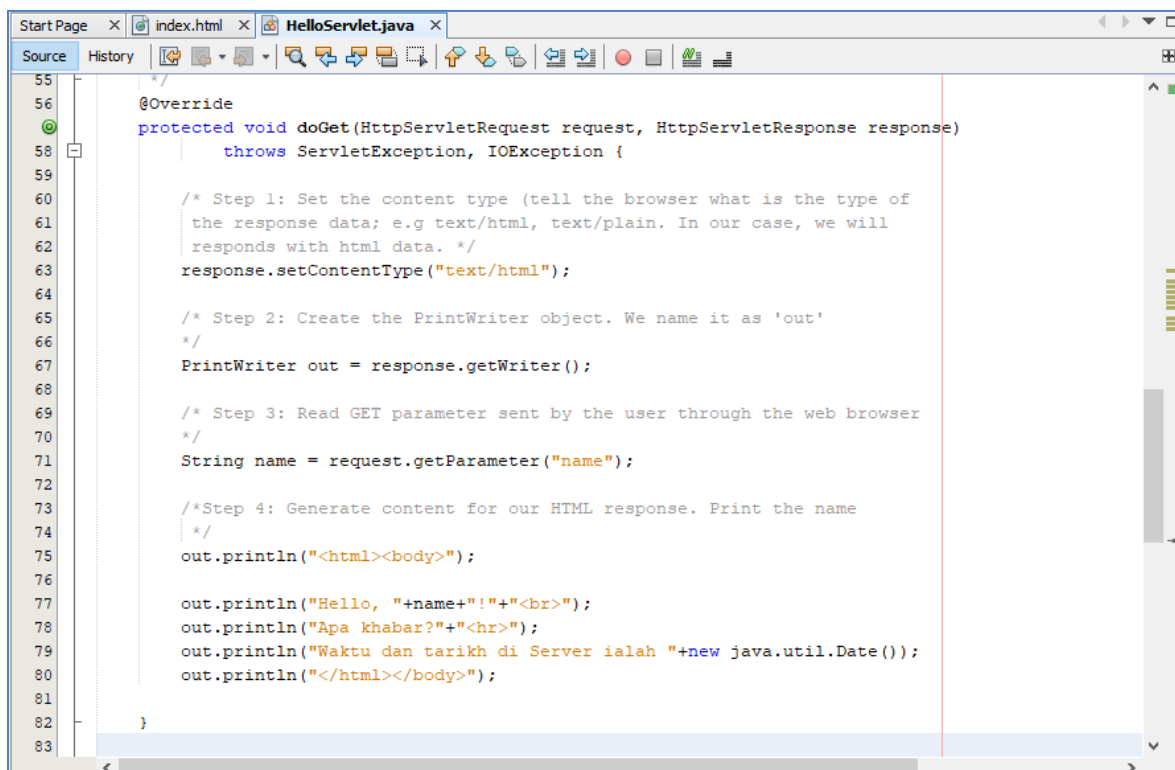 Start Page index.html HelloServlet.java
Source History
55 */
56 @Override
protected void doGet(HttpServletRequest request, HttpServletResponse response)
58 throws ServletException, IOException {
59
60 /* Step 1: Set the content type (tell the browser what is the type of
61 the response data; e.g text/html, text/plain. In our case, we will
62 responds with html data. */
63 response.setContentType("text/html");
64
65 /* Step 2: Create the PrintWriter object. We name it as 'out'
66 */
67 PrintWriter out = response.getWriter();
68
69 /* Step 3: Read GET parameter sent by the user through the web browser
70 */
71 String name = request.getParameter("name");
72
73 /*Step 4: Generate content for our HTML response. Print the name
74 */
75 out.println("<html><body>");
76
77 out.println("Hello, "+name+"!"+"<br>");
78 out.println("Apa khabar?"+"<hr>");
79 out.println("Waktu dan tarikh di Server ialah "+new java.util.Date());
80 out.println("</html></body>");
81
82 }
83